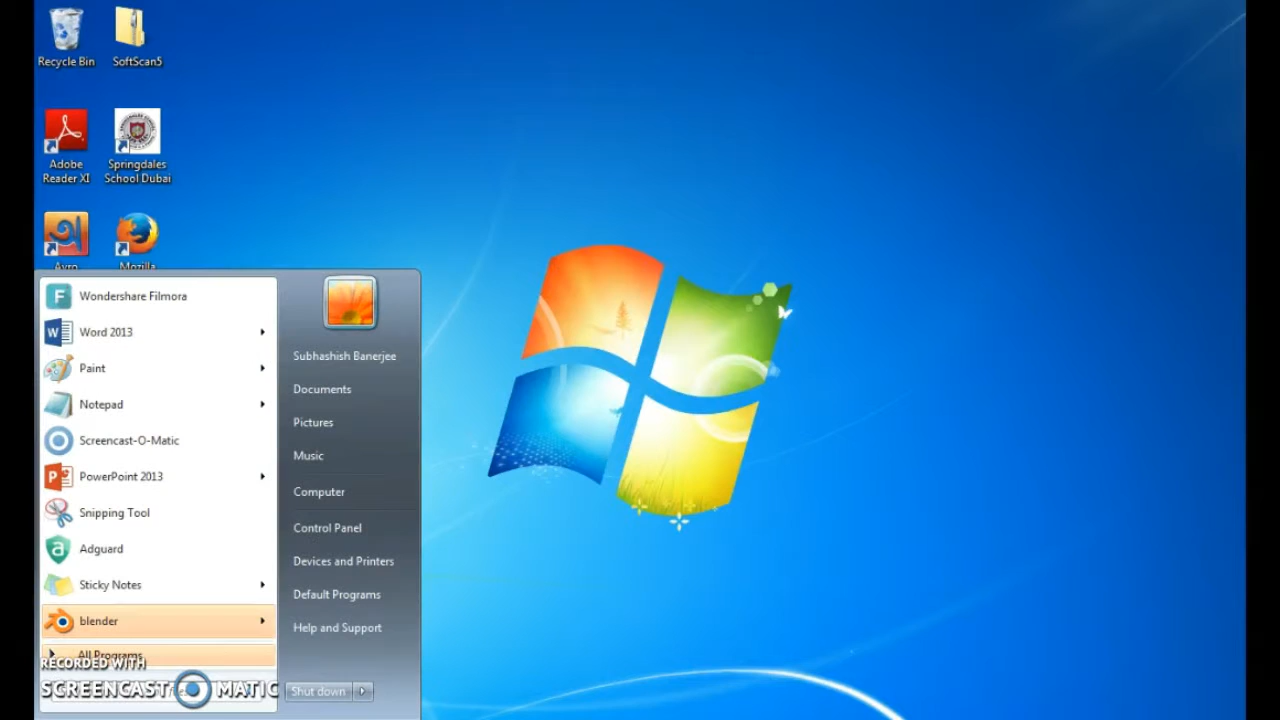 Recycle Bin
SoftScan5
Adobe
Reader XI
Springdales
School Dubai
Avro
Mozilla
Wondershare Filmora
Word 2013
Paint
Notepad
Screencast-O-Matic
PowerPoint 2013
Snipping Tool
Adguard
Sticky Notes
blender
All Programs
Subhashish Banerjee
Documents
Pictures
Music
Computer
Control Panel
Devices and Printers
Default Programs
Help and Support
Shut down
RECORDED WITH
SCREENCAST MATIC